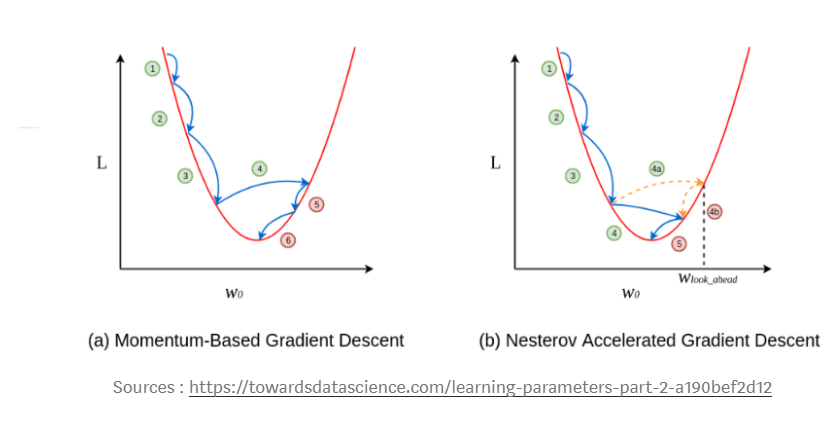 1
2
3
4
5
6
L
w0
(a) Momentum-Based Gradient Descent
1
2
3
4a
4b
4
5
L
wlook_ahead
w0
(b) Nesterov Accelerated Gradient Descent
Sources : https://towardsdatascience.com/learning-parameters-part-2-a190bef2d12